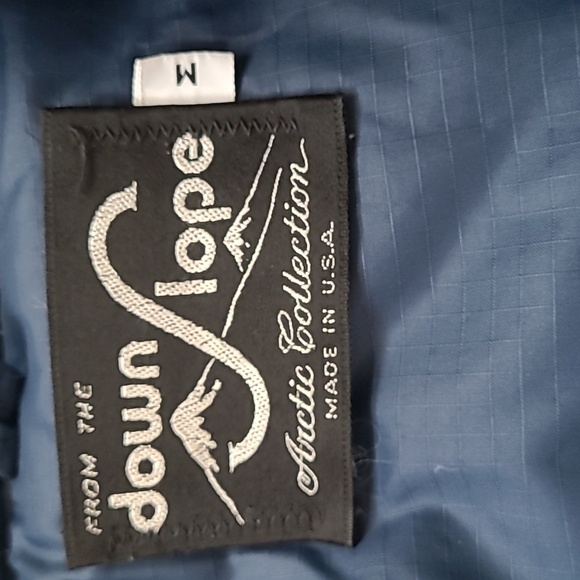 M
FROM THE
down
Slope
Arctic Collection
MADE IN U.S.A.